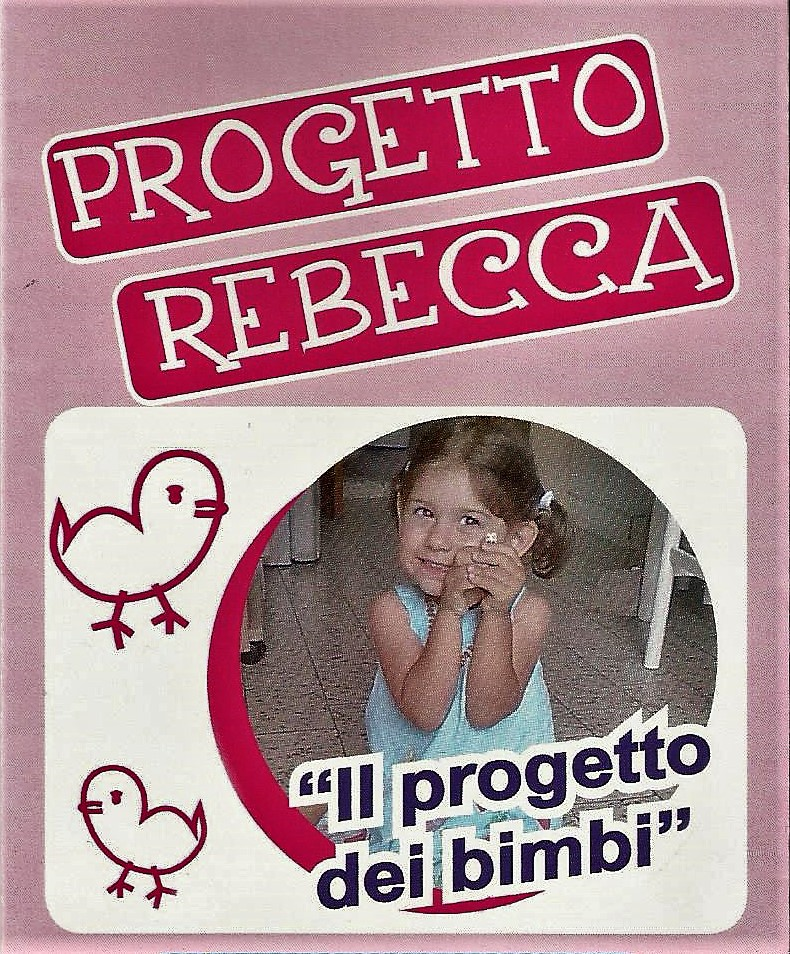 PROGETTO
REBECCA
“Il progetto
dei bimbi”